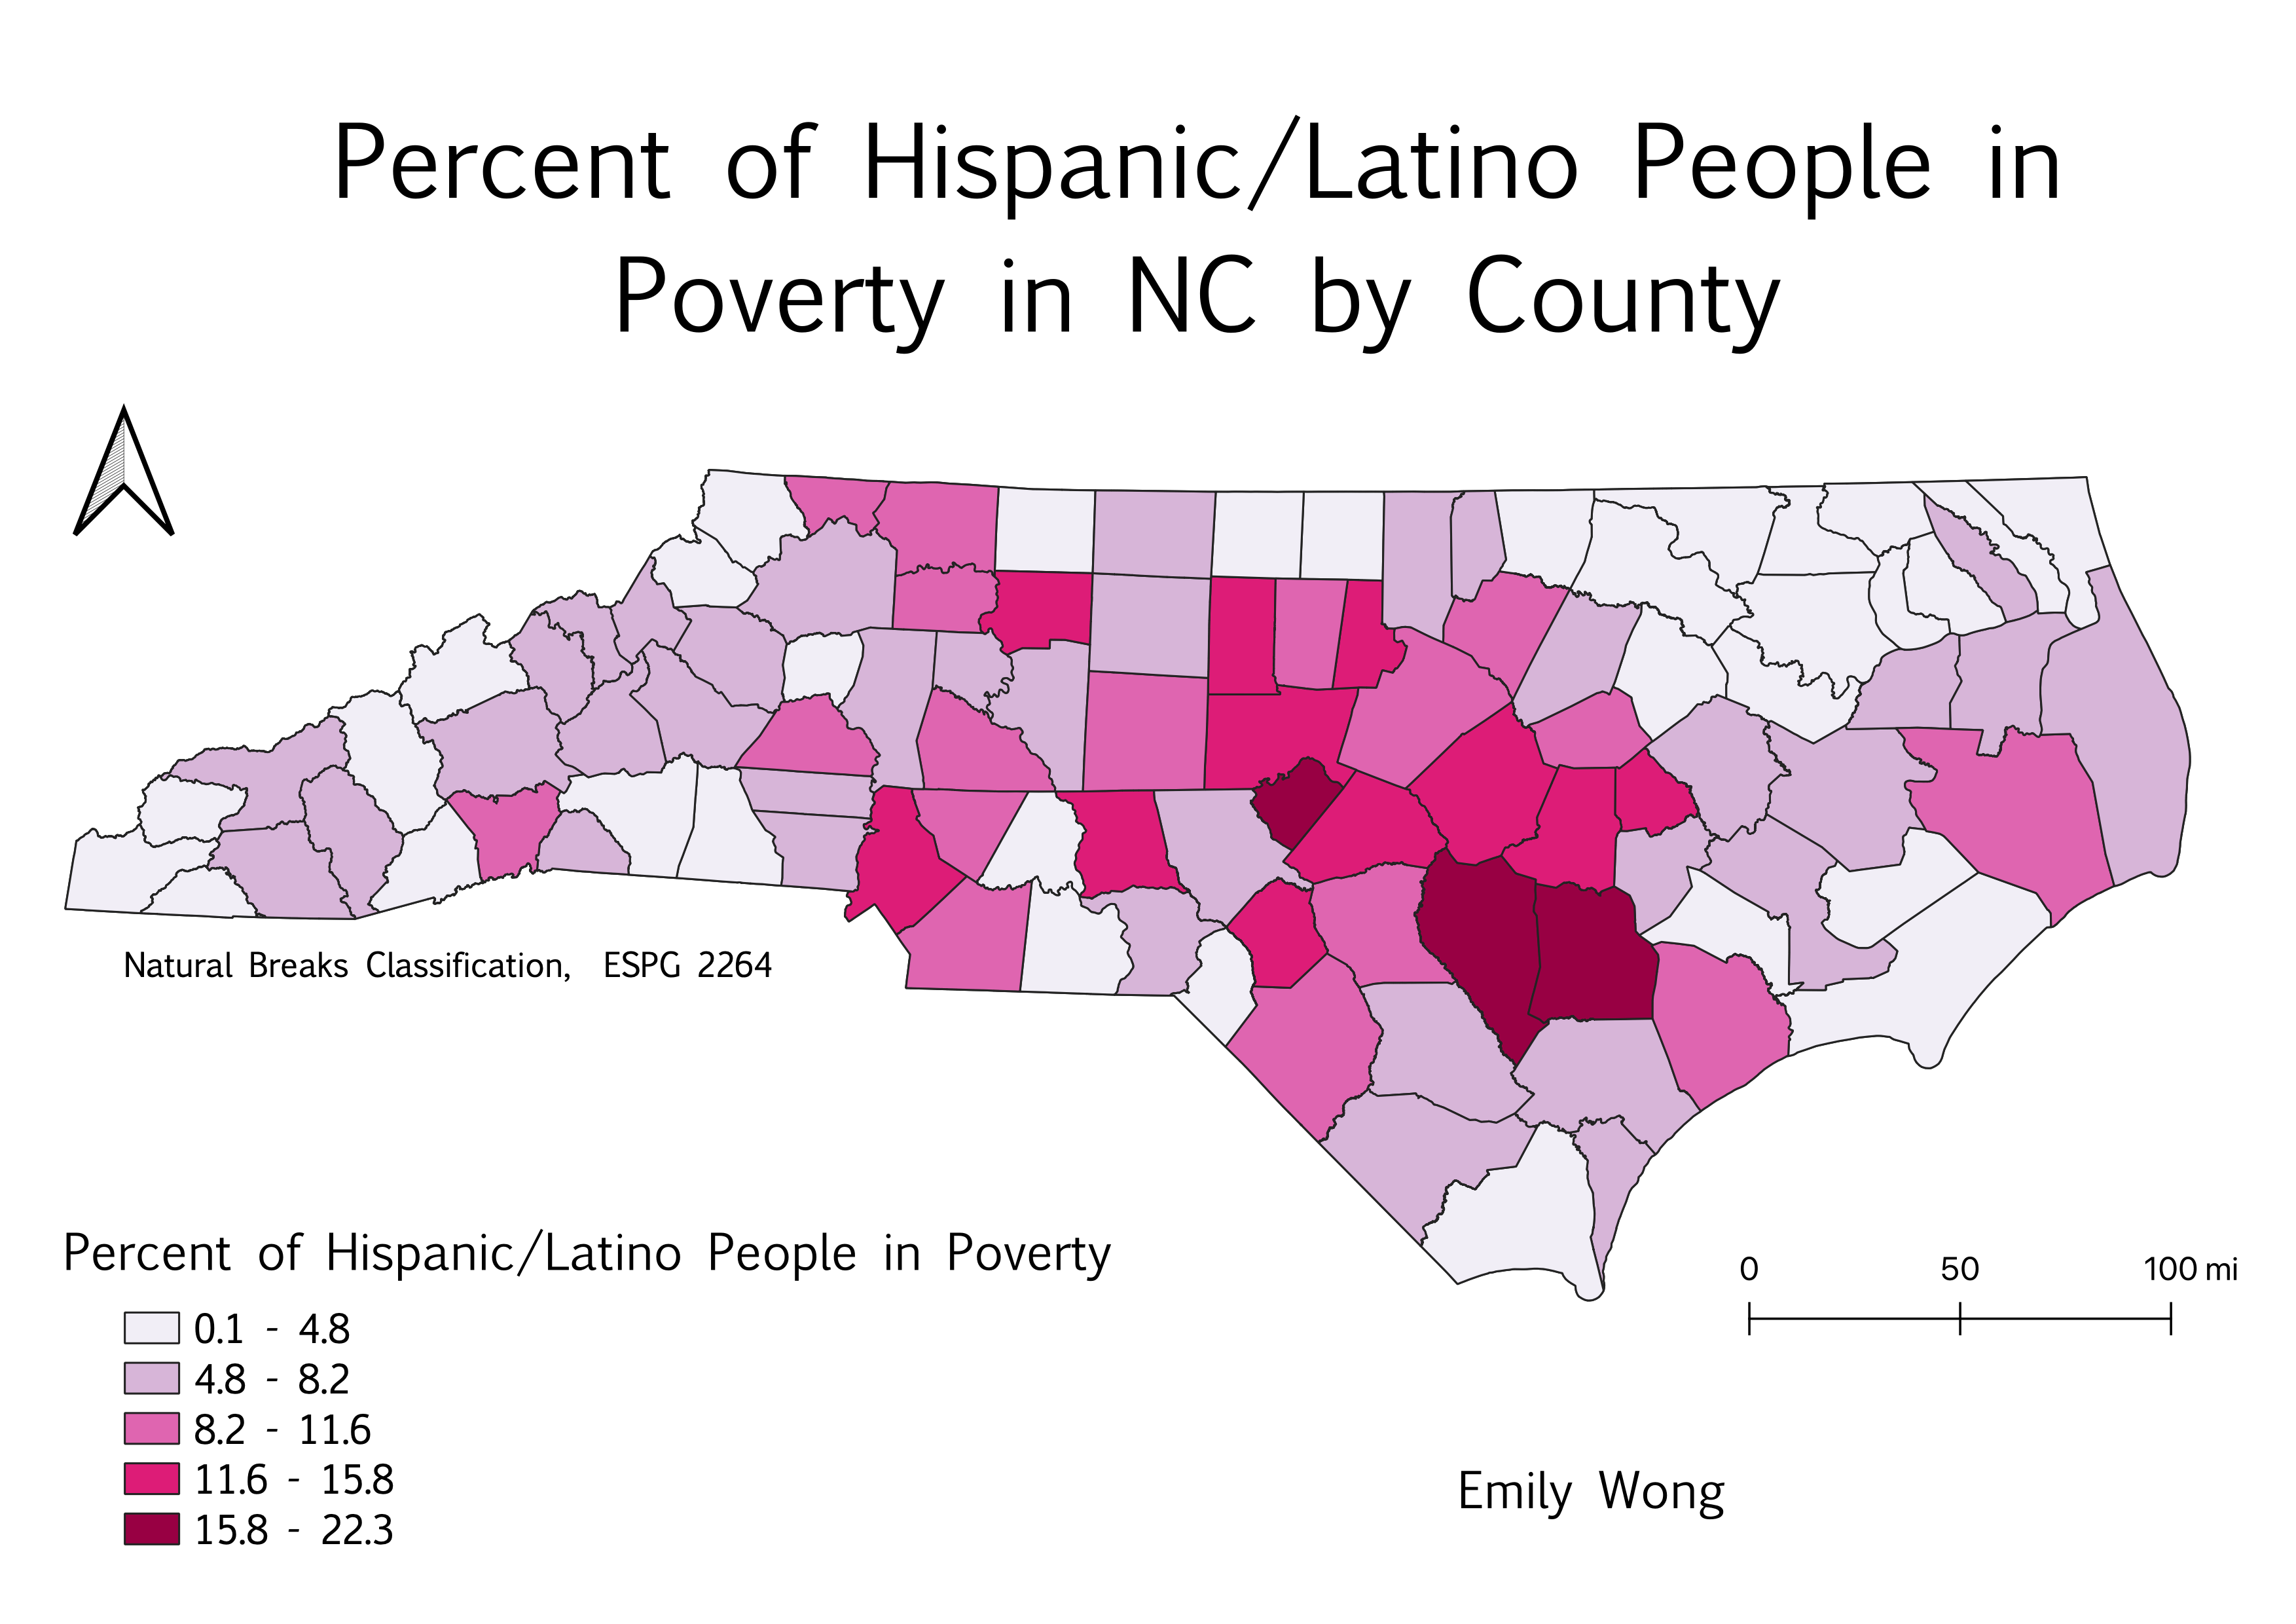 Percent of Hispanic/Latino People in
Poverty in NC by County
Natural Breaks Classification, ESPG 2264
Percent of Hispanic/Latino People in Poverty
0.1 - 4.8
4.8 - 8.2
8.2 - 11.6
11.6 - 15.8
15.8 - 22.3
0 50 100 mi
Emily Wong